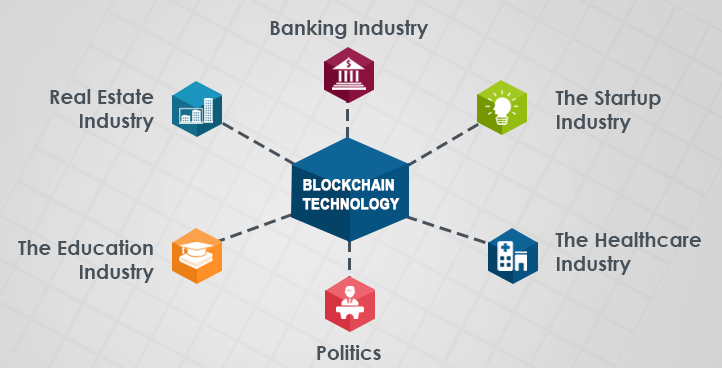 Banking Industry
Real Estate
Industry
The Startup
Industry
BLOCKCHAIN
TECHNOLOGY
The Education
Industry
The Healthcare
Industry
Politics
$